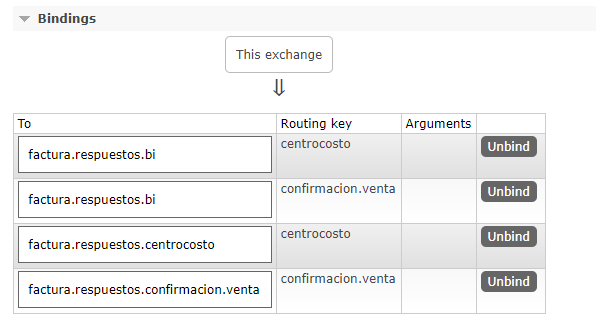 Bindings
This exchange
⇓
To Routing key Arguments
factura.respuestos.bi centrocosto Unbind
factura.respuestos.bi confirmacion.venta Unbind
factura.respuestos.centrocosto centrocosto Unbind
factura.respuestos.confirmacion.venta confirmacion.venta Unbind